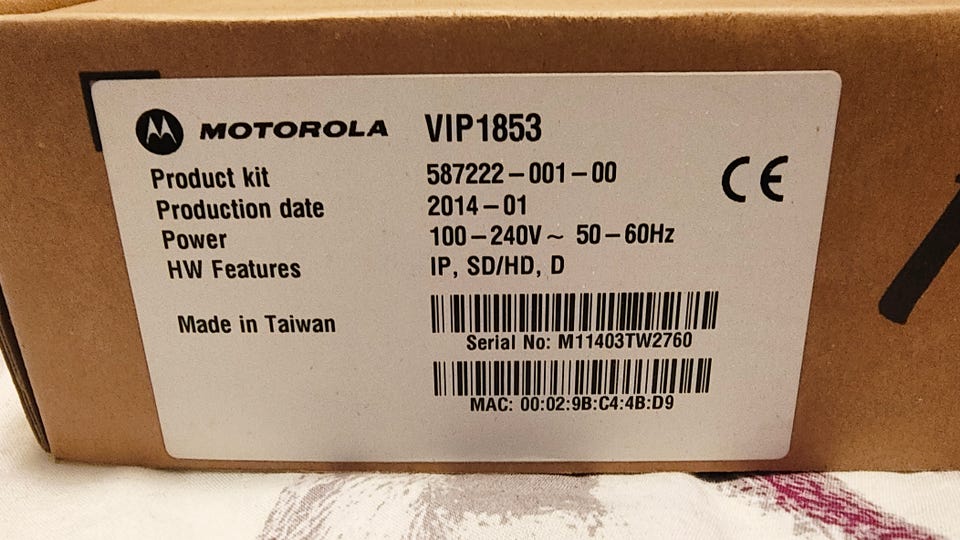 MOTOROLA VIP1853
Product kit 587222-001-00
Production date 2014-01
Power 100-240V~ 50-60Hz
HW Features IP, SD/HD, D
Made in Taiwan
Serial No: M11403TW2760
MAC: 00:02:9B:C4:4B:D9
CE